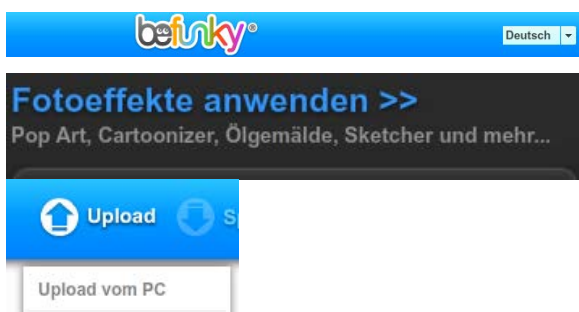 befunky®
Deutsch
Fotoeffekte anwenden >>
Pop Art, Cartoonizer, Ölgemälde, Sketcher und mehr...
Upload
Upload vom PC